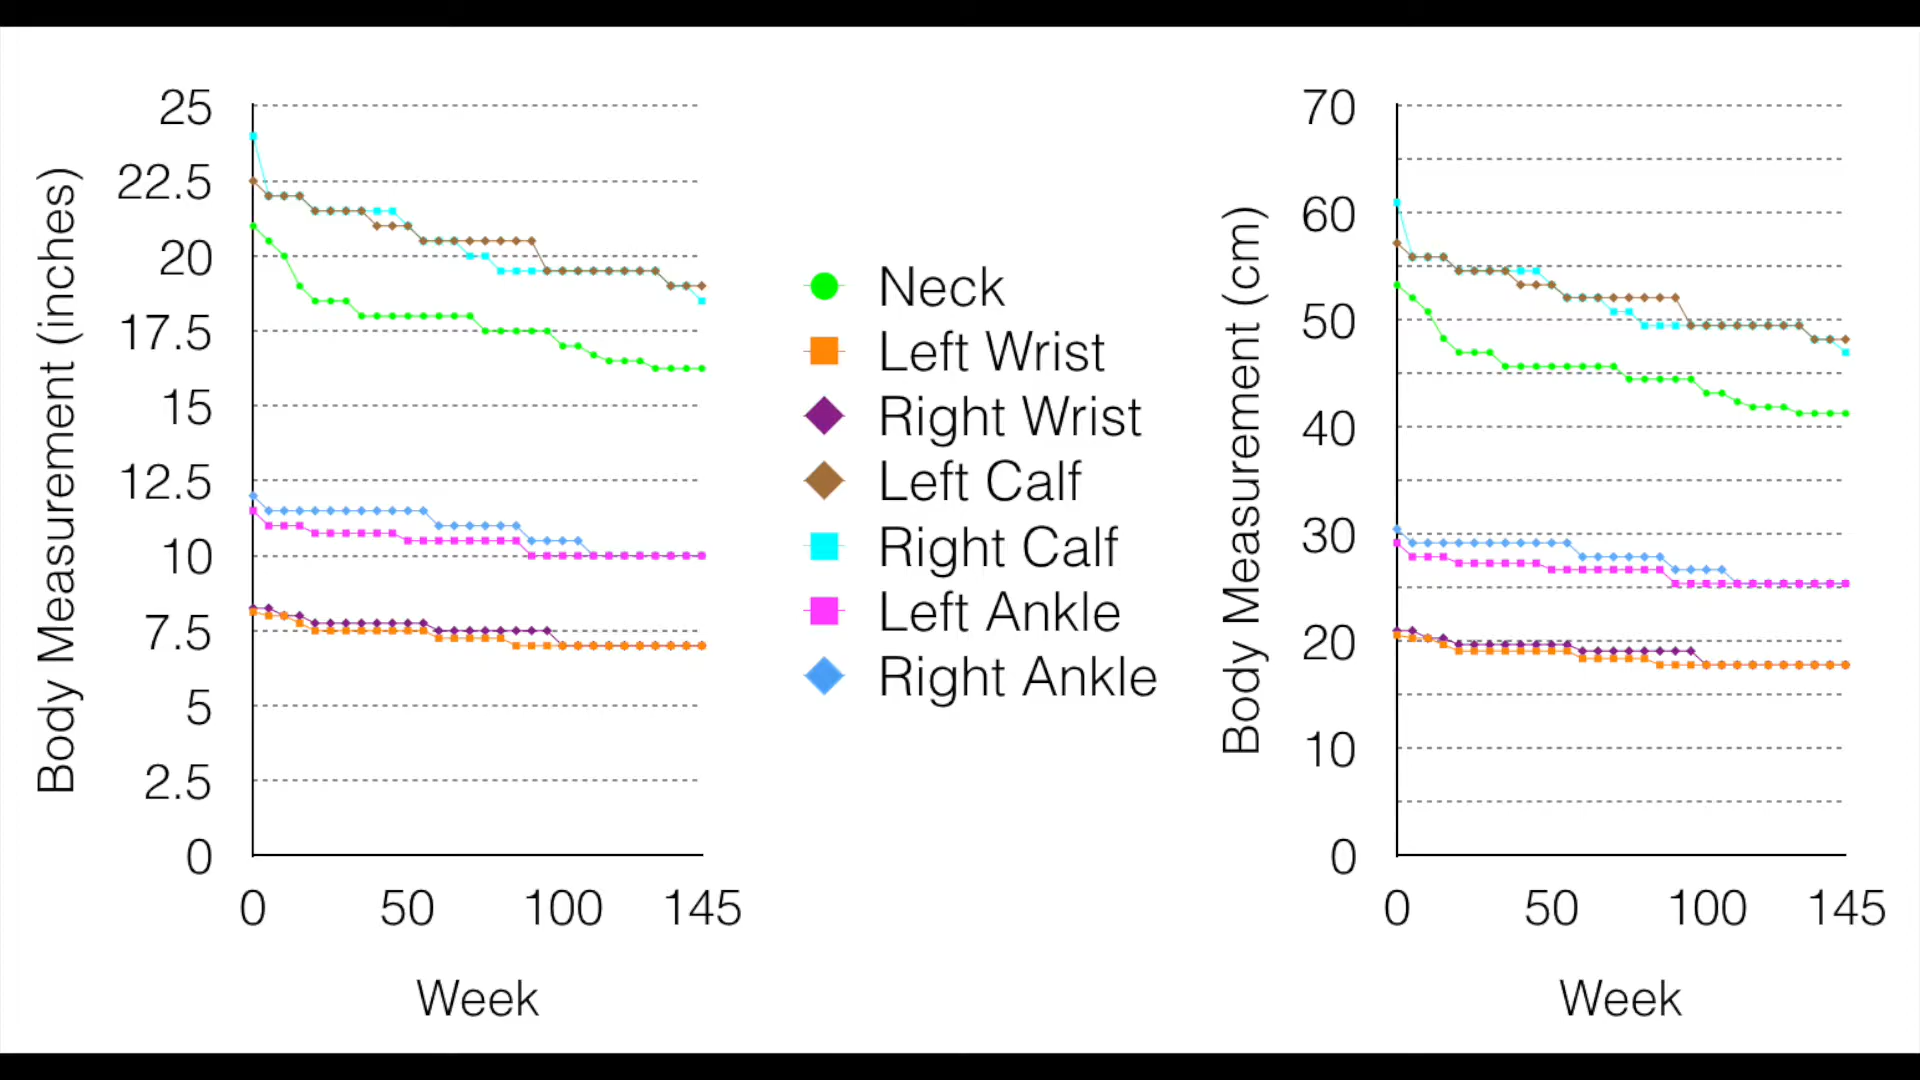 Body Measurement (inches)
25
22.5
20
17.5
15
12.5
10
7.5
5
2.5
0
0 50 100 145
Week
Neck
Left Wrist
Right Wrist
Left Calf
Right Calf
Left Ankle
Right Ankle
Body Measurement (cm)
70
60
50
40
30
20
10
0
0 50 100 145
Week